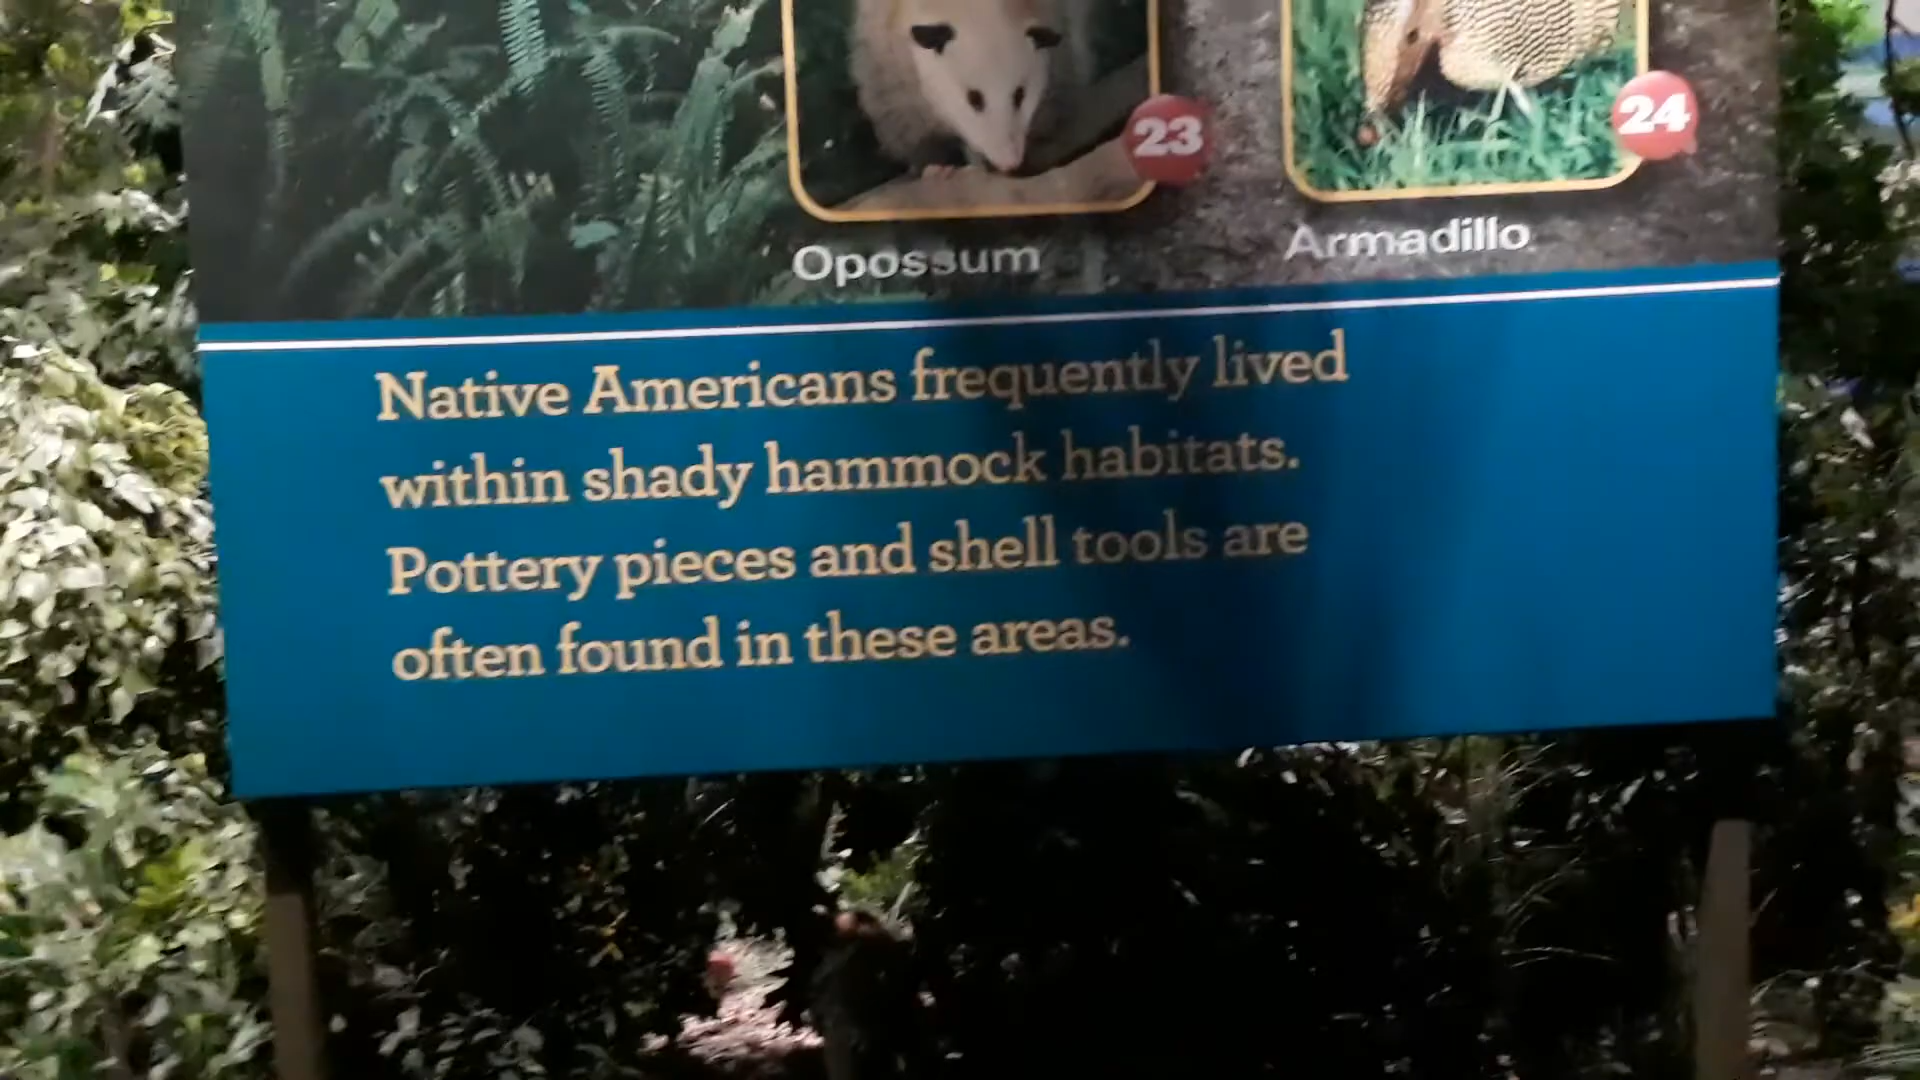 23
24
Opossum
Armadillo
Native Americans frequently lived
within shady hammock habitats.
Pottery pieces and shell tools are
often found in these areas.